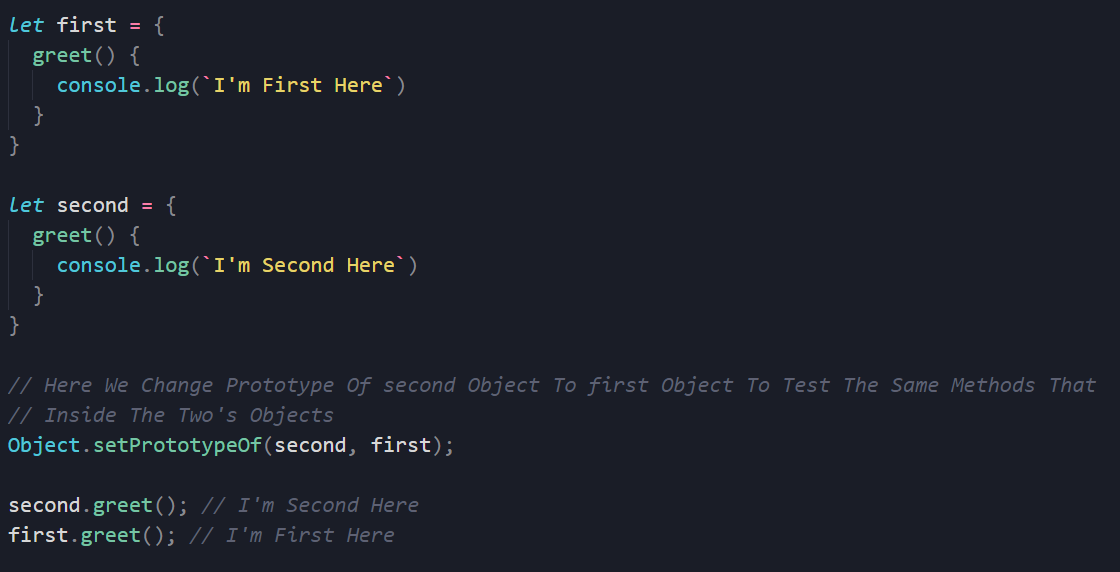 let first = {
  greet() {
    console.log(`I'm First Here`)
  }
}

let second = {
  greet() {
    console.log(`I'm Second Here`)
  }
}

// Here We Change Prototype Of second Object To first Object To Test The Same Methods That
// Inside The Two's Objects
Object.setPrototypeOf(second, first);

second.greet(); // I'm Second Here
first.greet(); // I'm First Here